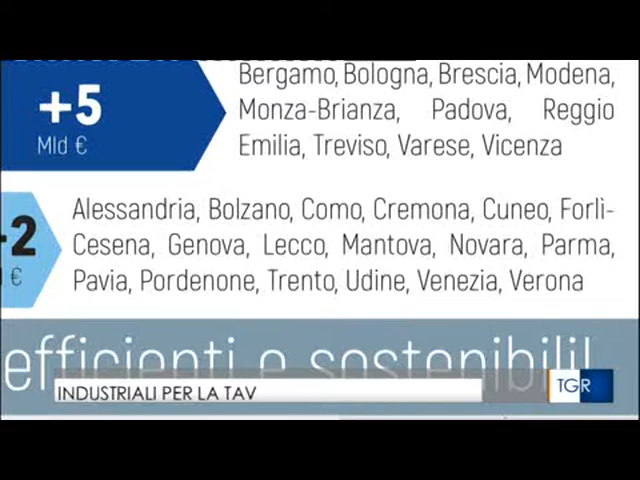 +5
Mld €
Bergamo, Bologna, Brescia, Modena,
Monza-Brianza, Padova, Reggio
Emilia, Treviso, Varese, Vicenza
+2
€
Alessandria, Bolzano, Como, Cremona, Cuneo, Forlì-
Cesena, Genova, Lecco, Mantova, Novara, Parma,
Pavia, Pordenone, Trento, Udine, Venezia, Verona
efficienti e sostenibili!
INDUSTRIALI PER LA TAV
TGR